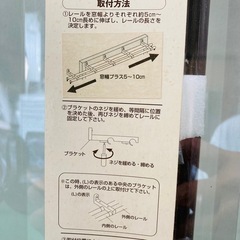 取付方法
①レールを窓幅よりそれぞれ約5cm〜
10cm長めに伸ばし、レールの長さを
決定します。
窓幅プラス5〜10cm
②ブラケットのネジを緩め、等間隔に位置
を決めた後、再びネジを締めてレールに
固定して下さい。
ブラケット
ネジを緩める・締める
※この時、(L)の表示のある中央のブラケット
は、外側のレールの上に取付けて下さい。
(L)の表示
外側のレール
内側のレール